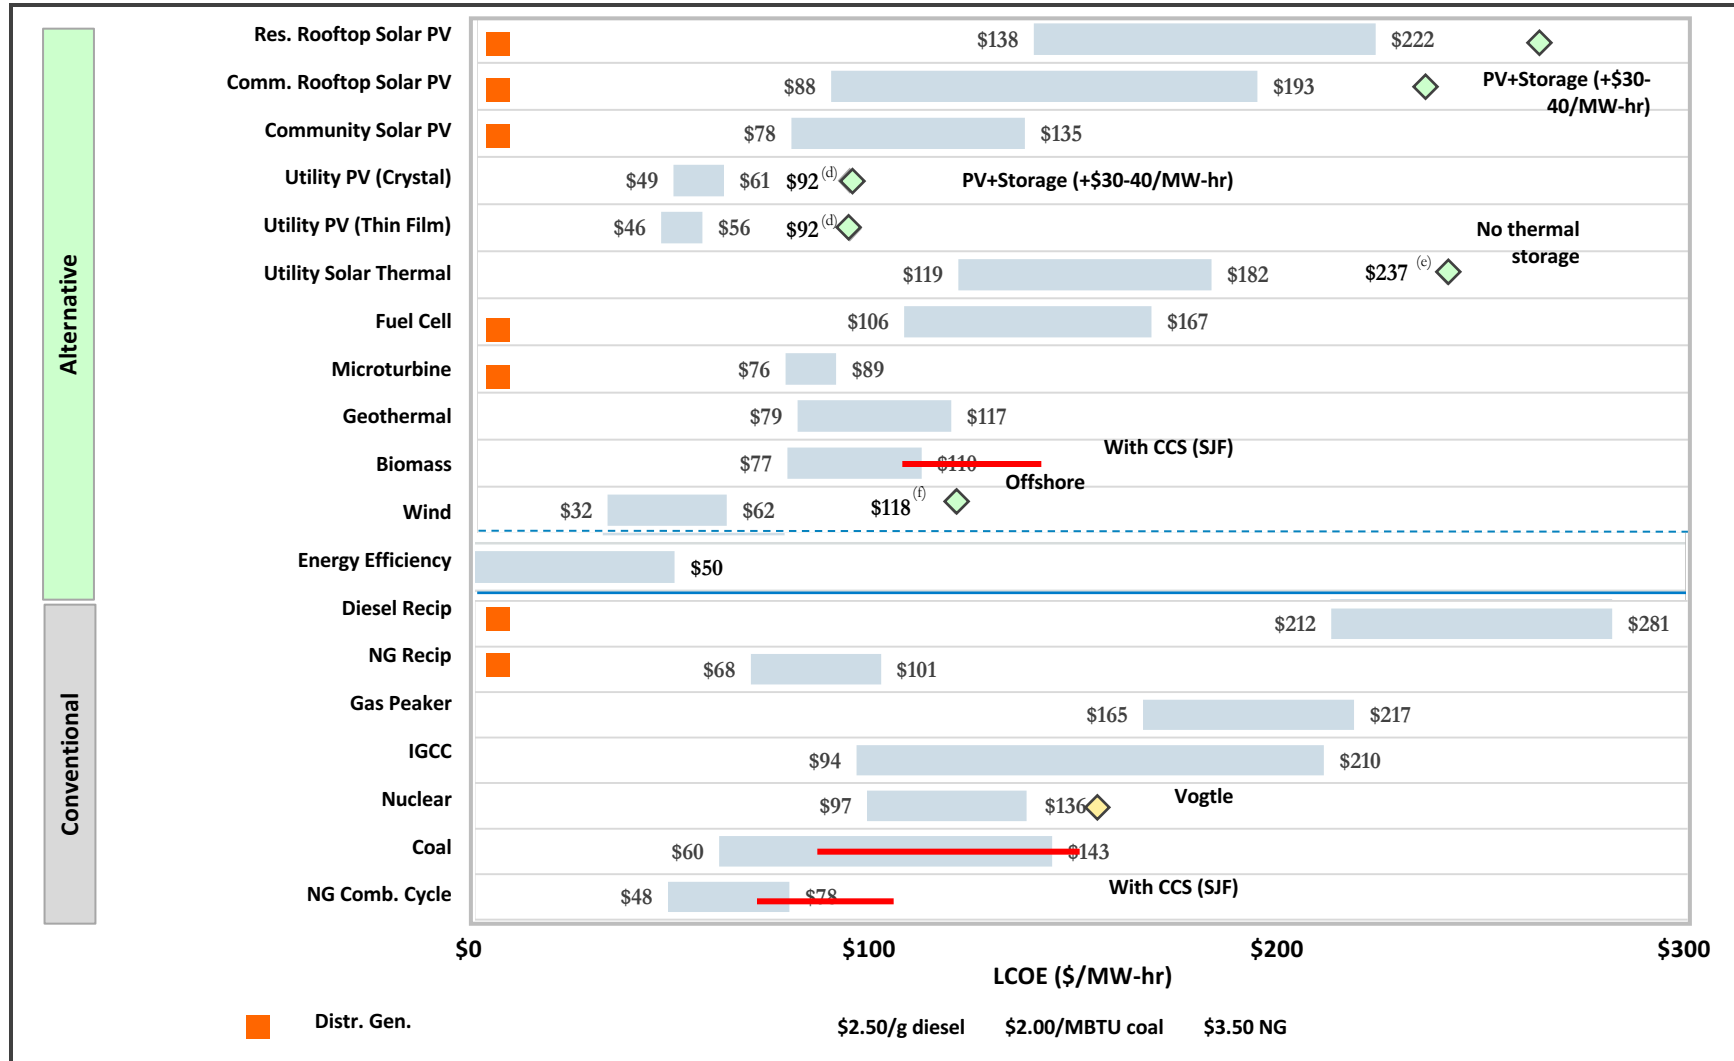 Res. Rooftop Solar PV
$138
$222
Comm. Rooftop Solar PV
$88
$193
PV+Storage (+$30-
40/MW-hr)
Community Solar PV
$78
$135
Utility PV (Crystal)
$49
$61
$92 (d)
PV+Storage (+$30-40/MW-hr)
Utility PV (Thin Film)
$46
$56
$92 (d)
No thermal
storage
Utility Solar Thermal
$119
$182
$237 (e)
Fuel Cell
$106
$167
Microturbine
$76
$89
Geothermal
$79
$117
With CCS (SJF)
Biomass
$77
$110
Offshore
Wind
$32
$62
$118 (f)
Energy Efficiency
$50
Alternative
Diesel Recip
$212
$281
NG Recip
$68
$101
Gas Peaker
$165
$217
IGCC
$94
$210
Nuclear
$97
$136
Vogtle
Coal
$60
$143
NG Comb. Cycle
$48
$78
With CCS (SJF)
Conventional
$0
$100
$200
$300
LCOE ($/MW-hr)
Distr. Gen.
$2.50/g diesel
$2.00/MBTU coal
$3.50 NG